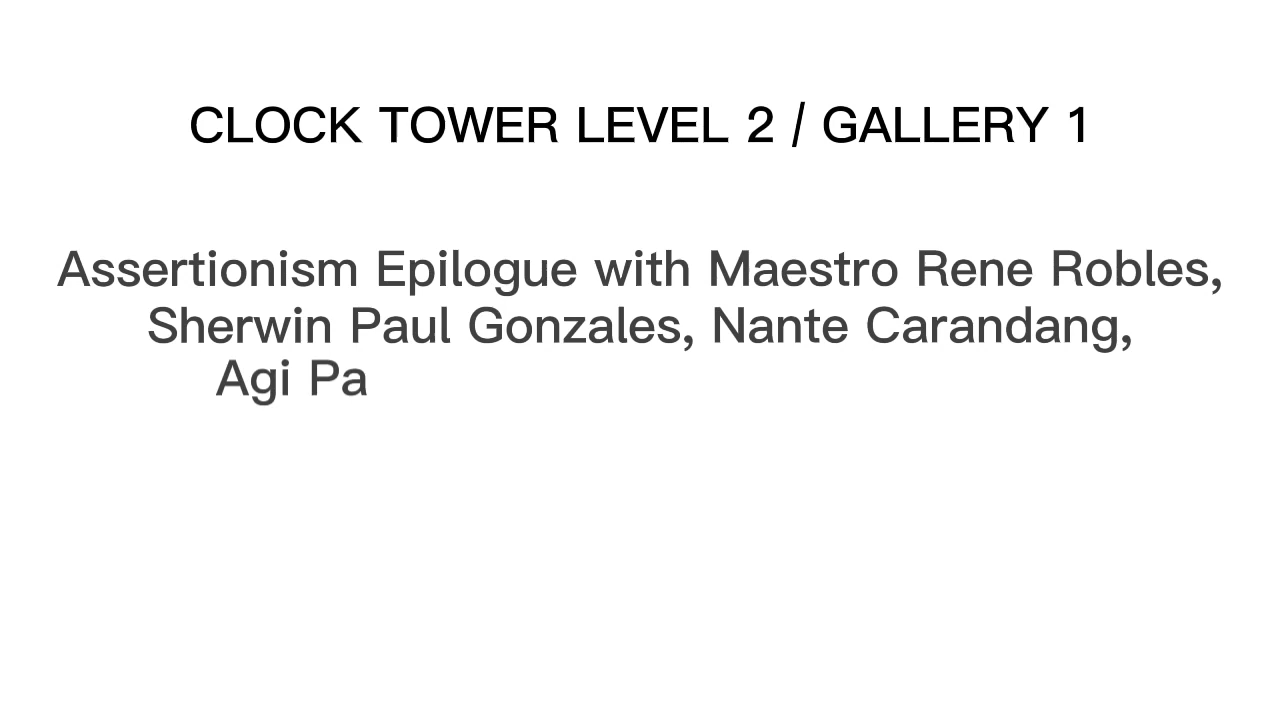 CLOCK TOWER LEVEL 2 / GALLERY 1
Assertionism Epilogue with Maestro Rene Robles,
Sherwin Paul Gonzales, Nante Carandang,
Agi Pa